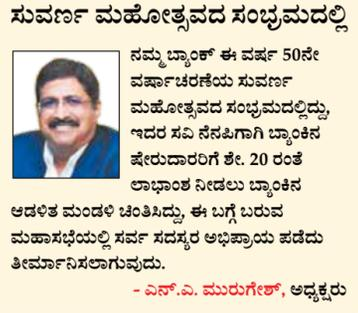 ಸುವರ್ಣ ಮಹೋತ್ಸವದ ಸಂಭ್ರಮದಲ್ಲಿ
ನಮ್ಮ ಬ್ಯಾಂಕ್ ಈ ವರ್ಷ 50ನೇ
ವರ್ಷಾಚರಣೆಯ ಸುವರ್ಣ
ಮಹೋತ್ಸವದ ಸಂಭ್ರಮದಲ್ಲಿದ್ದು,
ಇದರ ಸವಿ ನೆನಪಿಗಾಗಿ ಬ್ಯಾಂಕಿನ
ಷೇರುದಾರರಿಗೆ ಶೇ. 20 ರಂತೆ
ಲಾಭಾಂಶ ನೀಡಲು ಬ್ಯಾಂಕಿನ
ಆಡಳಿತ ಮಂಡಳಿ ಚಿಂತಿಸಿದ್ದು, ಈ ಬಗ್ಗೆ ಬರುವ
ಮಹಾಸಭೆಯಲ್ಲಿ ಸರ್ವ ಸದಸ್ಯರ ಅಭಿಪ್ರಾಯ ಪಡೆದು
ತೀರ್ಮಾನಿಸಲಾಗುವುದು.
- ಎನ್.ಎ. ಮುರುಗೇಶ್, ಅಧ್ಯಕ್ಷರು